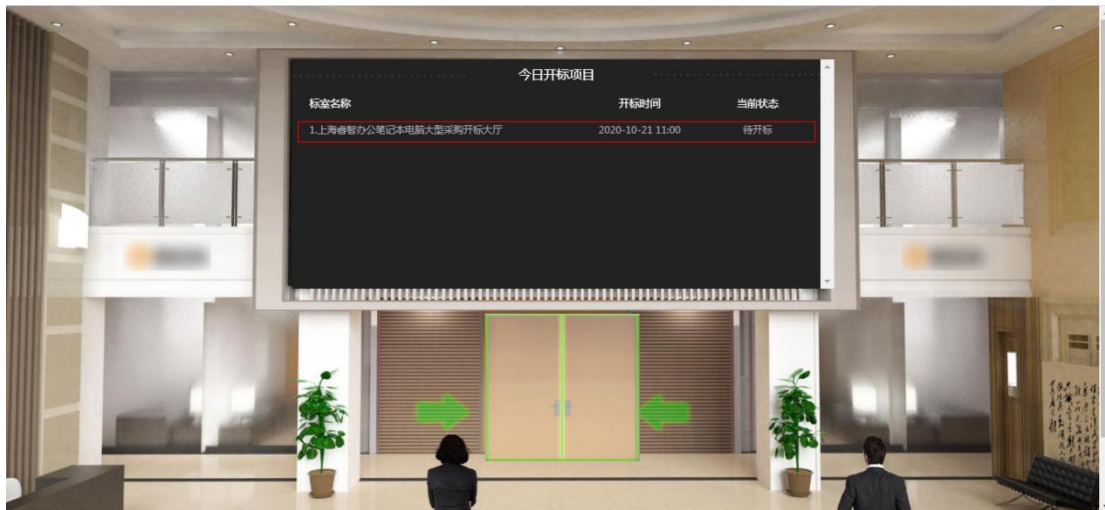 今日开标项目
标室名称 开标时间 当前状态
1.上海睿智办公笔记本电脑大型采购开标大厅 2020-10-21 11:00 待开标